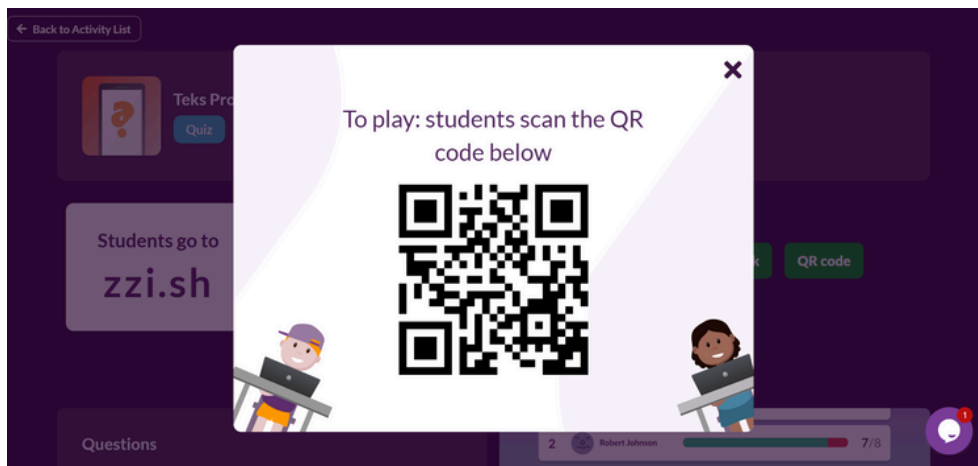 Back to Activity List
Teks Pro
Quiz
To play: students scan the QR
code below
Students go to
zzi.sh
QR code
Questions
2 Robert Johnson 7/8
1